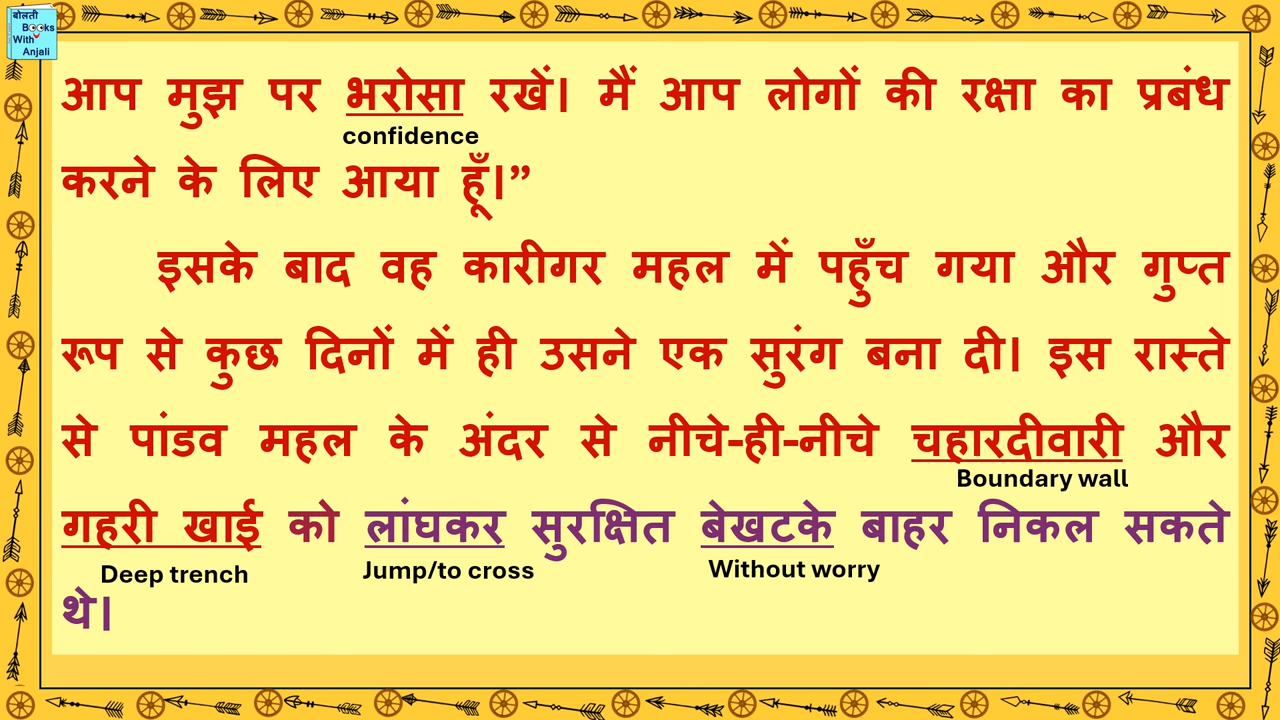 बोलती
Books
With
Anjali
आप मुझ पर भरोसा रखें। मैं आप लोगों की रक्षा का प्रबंध
confidence
करने के लिए आया हूँ।”
इसके बाद वह कारीगर महल में पहुँच गया और गुप्त
रूप से कुछ दिनों में ही उसने एक सुरंग बना दी। इस रास्ते
से पांडव महल के अंदर से नीचे-ही-नीचे चहारदीवारी और
Boundary wall
गहरी खाई को लांघकर सुरक्षित बेखटके बाहर निकल सकते
Deep trench Jump/to cross Without worry
थे।